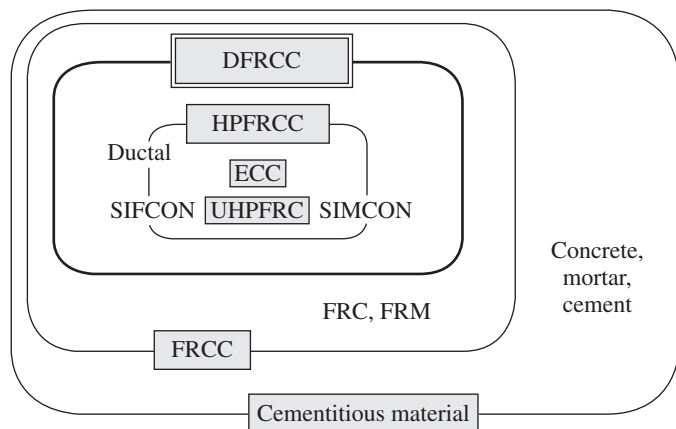 DFRCC
HPFRCC
Ductal
ECC
SIFCON UHPFRC SIMCON
Concrete,
mortar,
cement
FRC, FRM
FRCC
Cementitious material